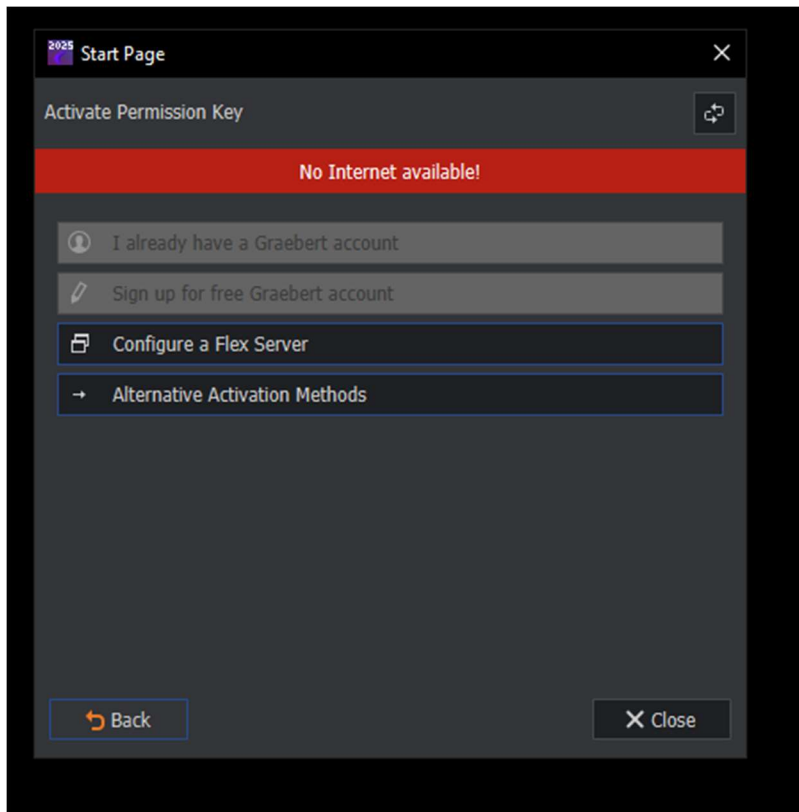 2025
Start Page
Activate Permission Key
No Internet available!
I already have a Graebert account
Sign up for free Graebert account
Configure a Flex Server
Alternative Activation Methods
Back
Close